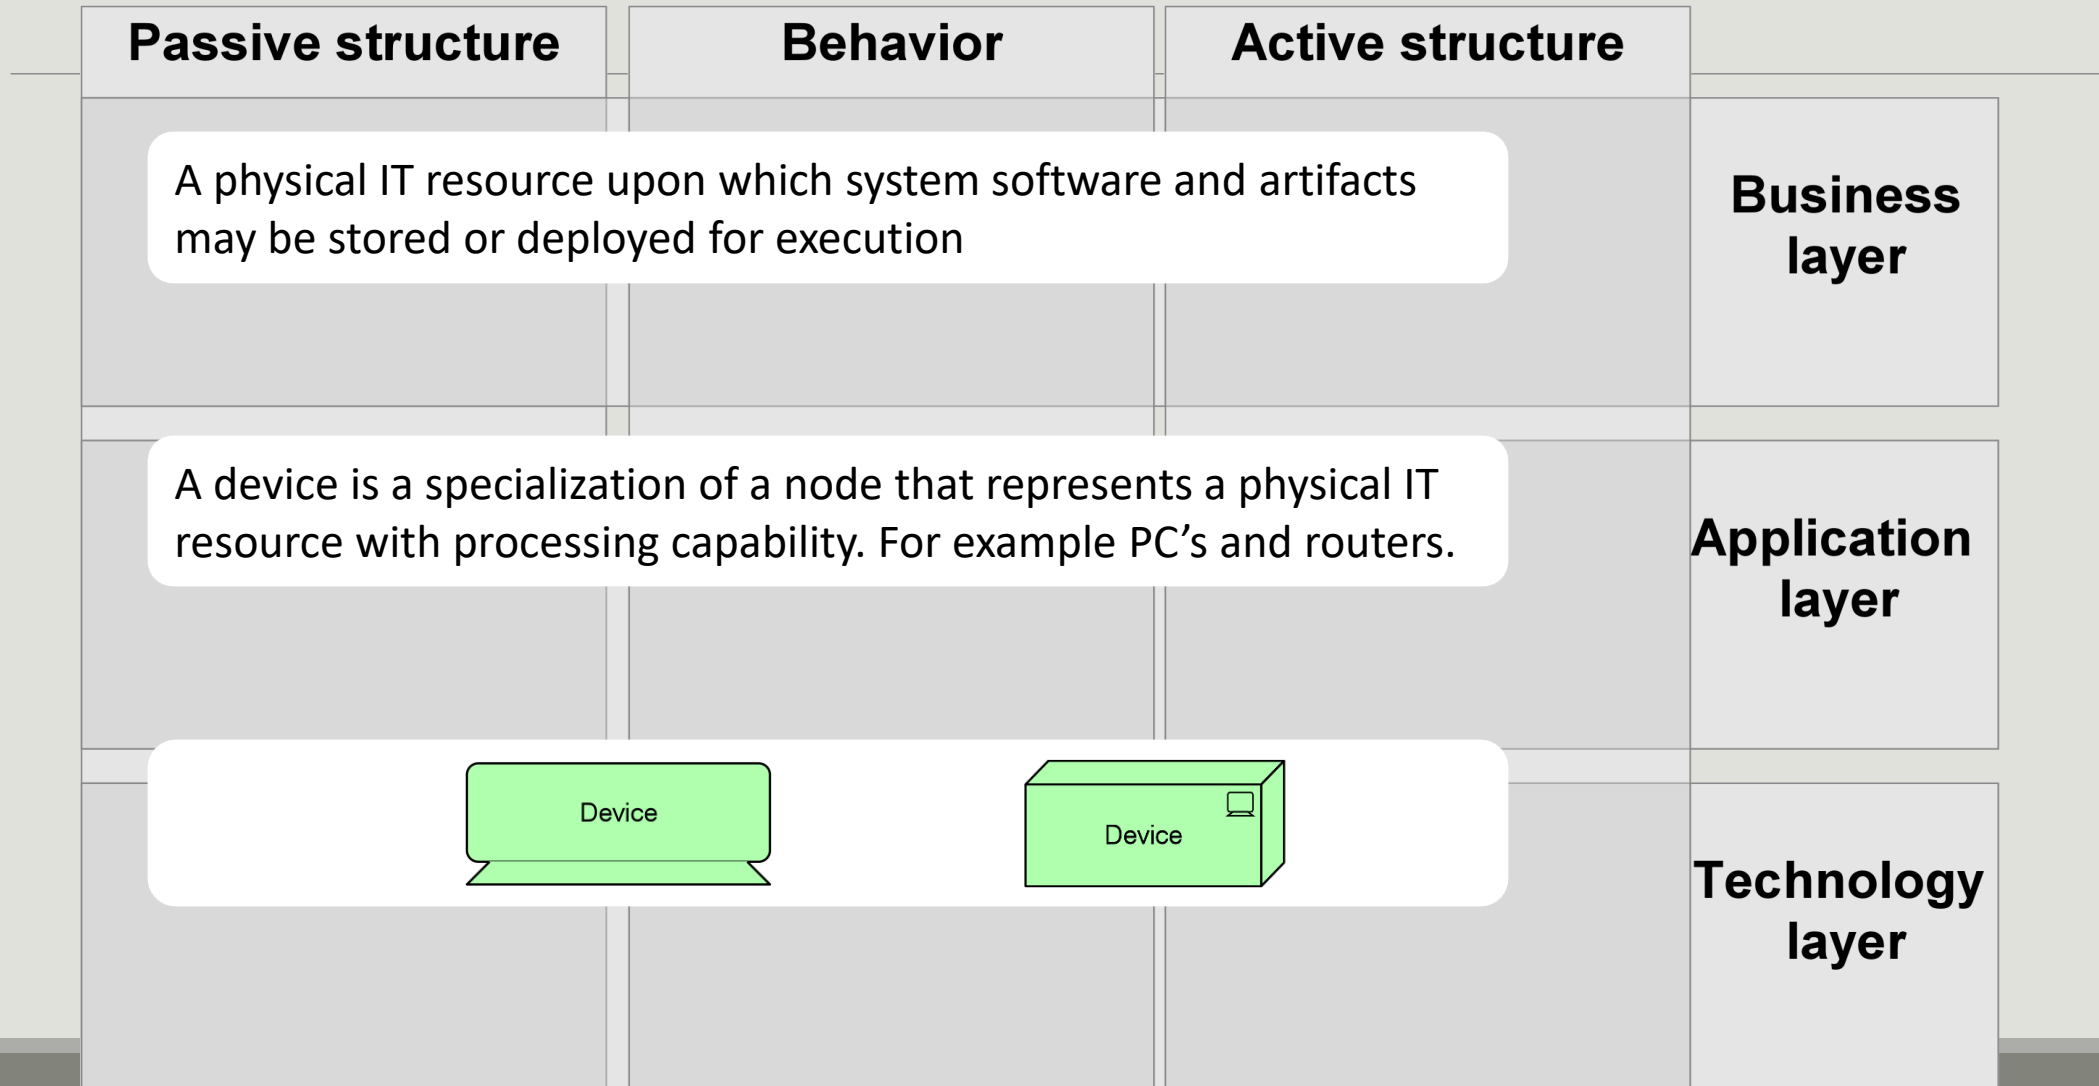 Passive structure
Behavior
Active structure
A physical IT resource upon which system software and artifacts
may be stored or deployed for execution
Business
layer
A device is a specialization of a node that represents a physical IT
resource with processing capability. For example PC’s and routers.
Application
layer
Device
Device
Technology
layer